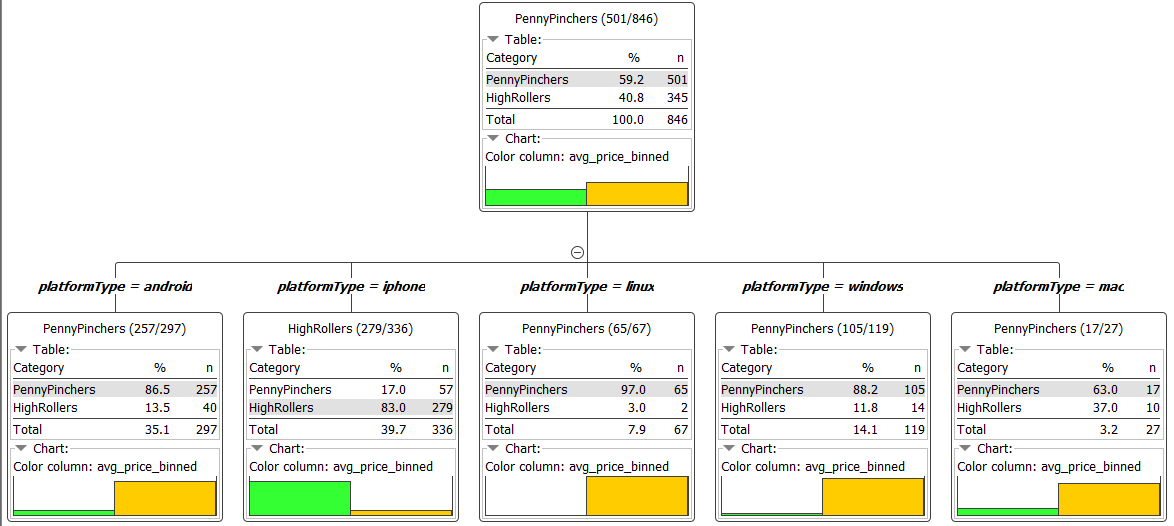 PennyPinchers (501/846)
Table:
Category % n
PennyPinchers 59.2 501
HighRollers 40.8 345
Total 100.0 846
Chart:
Color column: avg_price_binned
platformType = android
PennyPinchers (257/297)
Table:
Category % n
PennyPinchers 86.5 257
HighRollers 13.5 40
Total 35.1 297
Chart:
Color column: avg_price_binned
platformType = iphone
HighRollers (279/336)
Table:
Category % n
PennyPinchers 17.0 57
HighRollers 83.0 279
Total 39.7 336
Chart:
Color column: avg_price_binned
platformType = linux
PennyPinchers (65/67)
Table:
Category % n
PennyPinchers 97.0 65
HighRollers 3.0 2
Total 7.9 67
Chart:
Color column: avg_price_binned
platformType = windows
PennyPinchers (105/119)
Table:
Category % n
PennyPinchers 88.2 105
HighRollers 11.8 14
Total 14.1 119
Chart:
Color column: avg_price_binned
platformType = mac
PennyPinchers (17/27)
Table:
Category % n
PennyPinchers 63.0 17
HighRollers 37.0 10
Total 3.2 27
Chart:
Color column: avg_price_binned